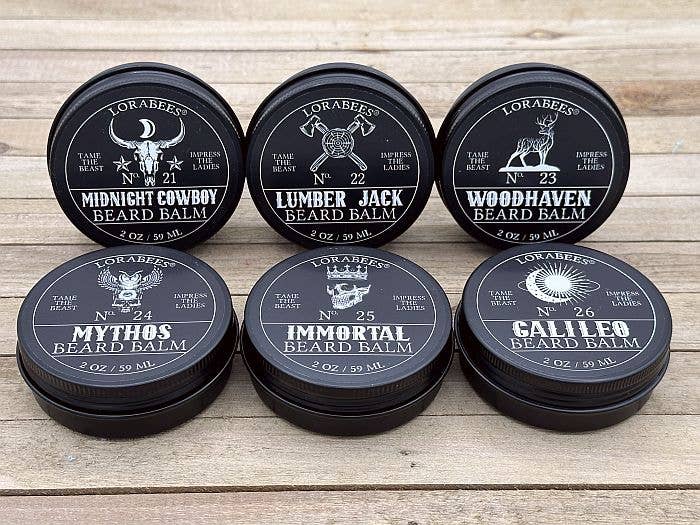 LORABEES®
TAME THE BEAST
IMPRESS THE LADIES
No. 21
MIDNIGHT COWBOY
BEARD BALM
2 OZ / 59 ML
LORABEES®
TAME THE BEAST
IMPRESS THE LADIES
No. 22
LUMBER JACK
BEARD BALM
2 OZ / 59 ML
LORABEES®
TAME THE BEAST
IMPRESS THE LADIES
No. 23
WOODHAVEN
BEARD BALM
2 OZ / 59 ML
LORABEES®
TAME THE BEAST
IMPRESS THE LADIES
No. 24
MYTHOS
BEARD BALM
2 OZ / 59 ML
LORABEES®
TAME THE BEAST
IMPRESS THE LADIES
No. 25
IMMORTAL
BEARD BALM
2 OZ / 59 ML
LORABEES®
TAME THE BEAST
IMPRESS THE LADIES
No. 26
GALILEO
BEARD BALM
2 OZ / 59 ML